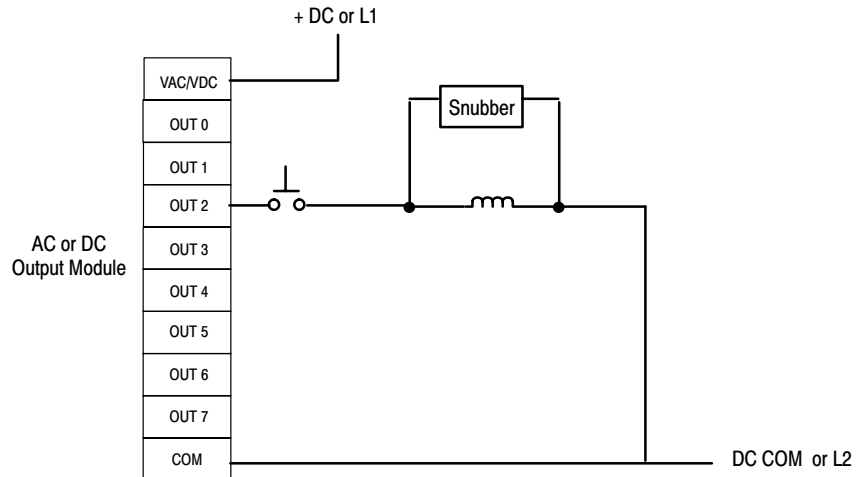 + DC or L1
VAC/VDC
OUT 0
OUT 1
OUT 2
OUT 3
OUT 4
OUT 5
OUT 6
OUT 7
COM
Snubber
AC or DC
Output Module
DC COM or L2